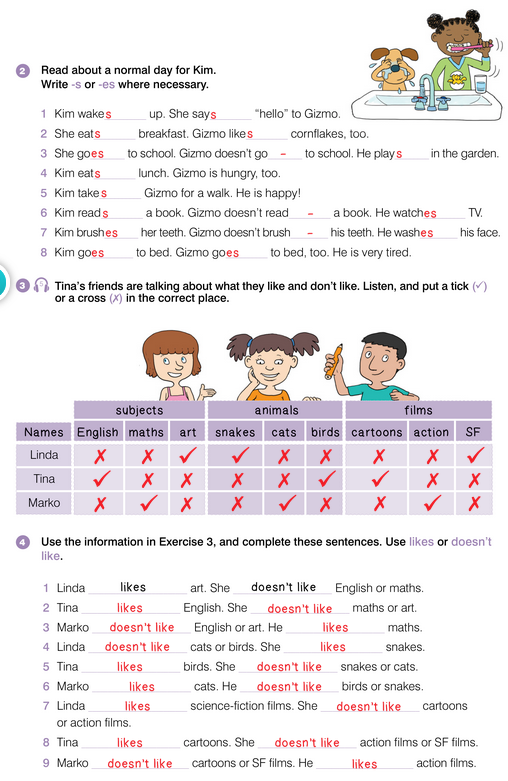 2 Read about a normal day for Kim.
Write -s or -es where necessary.
1 Kim wakes up. She says "hello" to Gizmo.
2 She eats breakfast. Gizmo likes cornflakes, too.
3 She goes to school. Gizmo doesn't go – to school. He plays in the garden.
4 Kim eats lunch. Gizmo is hungry, too.
5 Kim takes Gizmo for a walk. He is happy!
6 Kim reads a book. Gizmo doesn't read – a book. He watches TV.
7 Kim brushes her teeth. Gizmo doesn't brush – his teeth. He washes his face.
8 Kim goes to bed. Gizmo goes to bed, too. He is very tired.
3 Tina's friends are talking about what they like and don't like. Listen, and put a tick (✓)
or a cross (✗) in the correct place.
subjects animals films
Names English maths art snakes cats birds cartoons action SF
Linda ✗ ✗ ✓ ✓ ✗ ✗ ✗ ✗ ✓
Tina ✓ ✗ ✗ ✗ ✗ ✓ ✓ ✗ ✗
Marko ✗ ✓ ✗ ✗ ✓ ✗ ✗ ✓ ✗
4 Use the information in Exercise 3, and complete these sentences. Use likes or doesn't
like.
1 Linda likes art. She doesn't like English or maths.
2 Tina likes English. She doesn't like maths or art.
3 Marko doesn't like English or art. He likes maths.
4 Linda doesn't like cats or birds. She likes snakes.
5 Tina likes birds. She doesn't like snakes or cats.
6 Marko likes cats. He doesn't like birds or snakes.
7 Linda likes science-fiction films. She doesn't like cartoons
or action films.
8 Tina likes cartoons. She doesn't like action films or SF films.
9 Marko doesn't like cartoons or SF films. He likes action films.